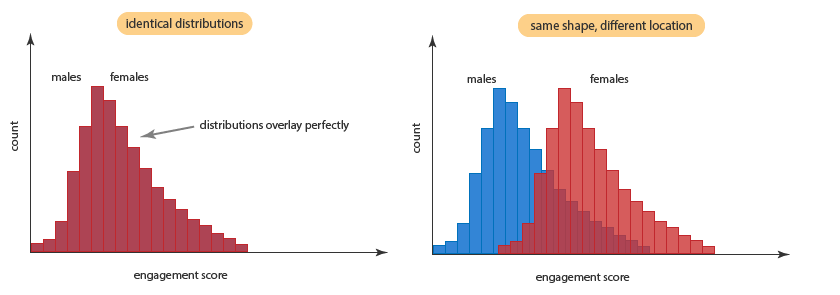 identical distributions
males
females
distributions overlay perfectly
count
engagement score
same shape, different location
males
females
count
engagement score